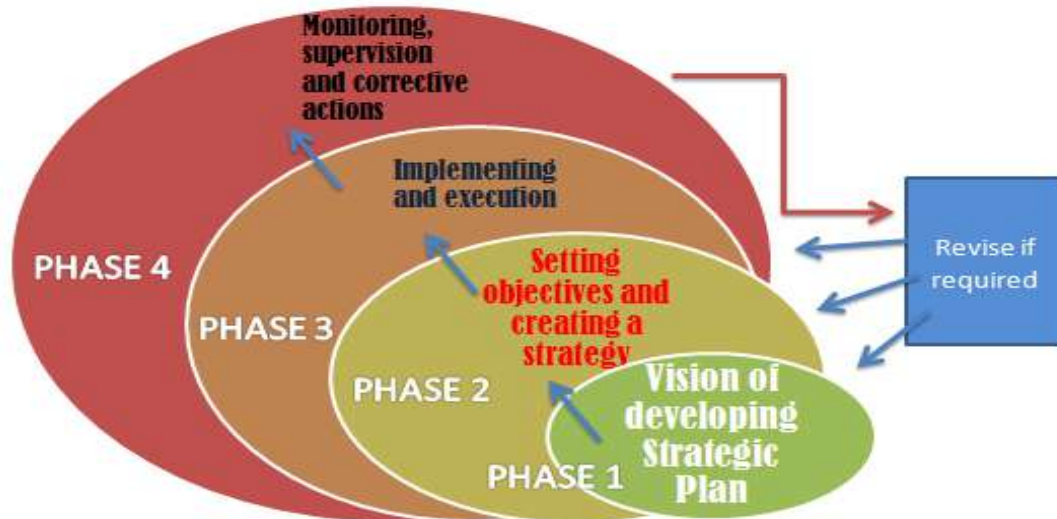 Monitoring,
supervision
and corrective
actions
Implementing
and execution
PHASE 4
Setting
objectives and
creating a
strategy
Revise if
required
PHASE 3
PHASE 2
Vision of
developing
Strategic
Plan
PHASE 1